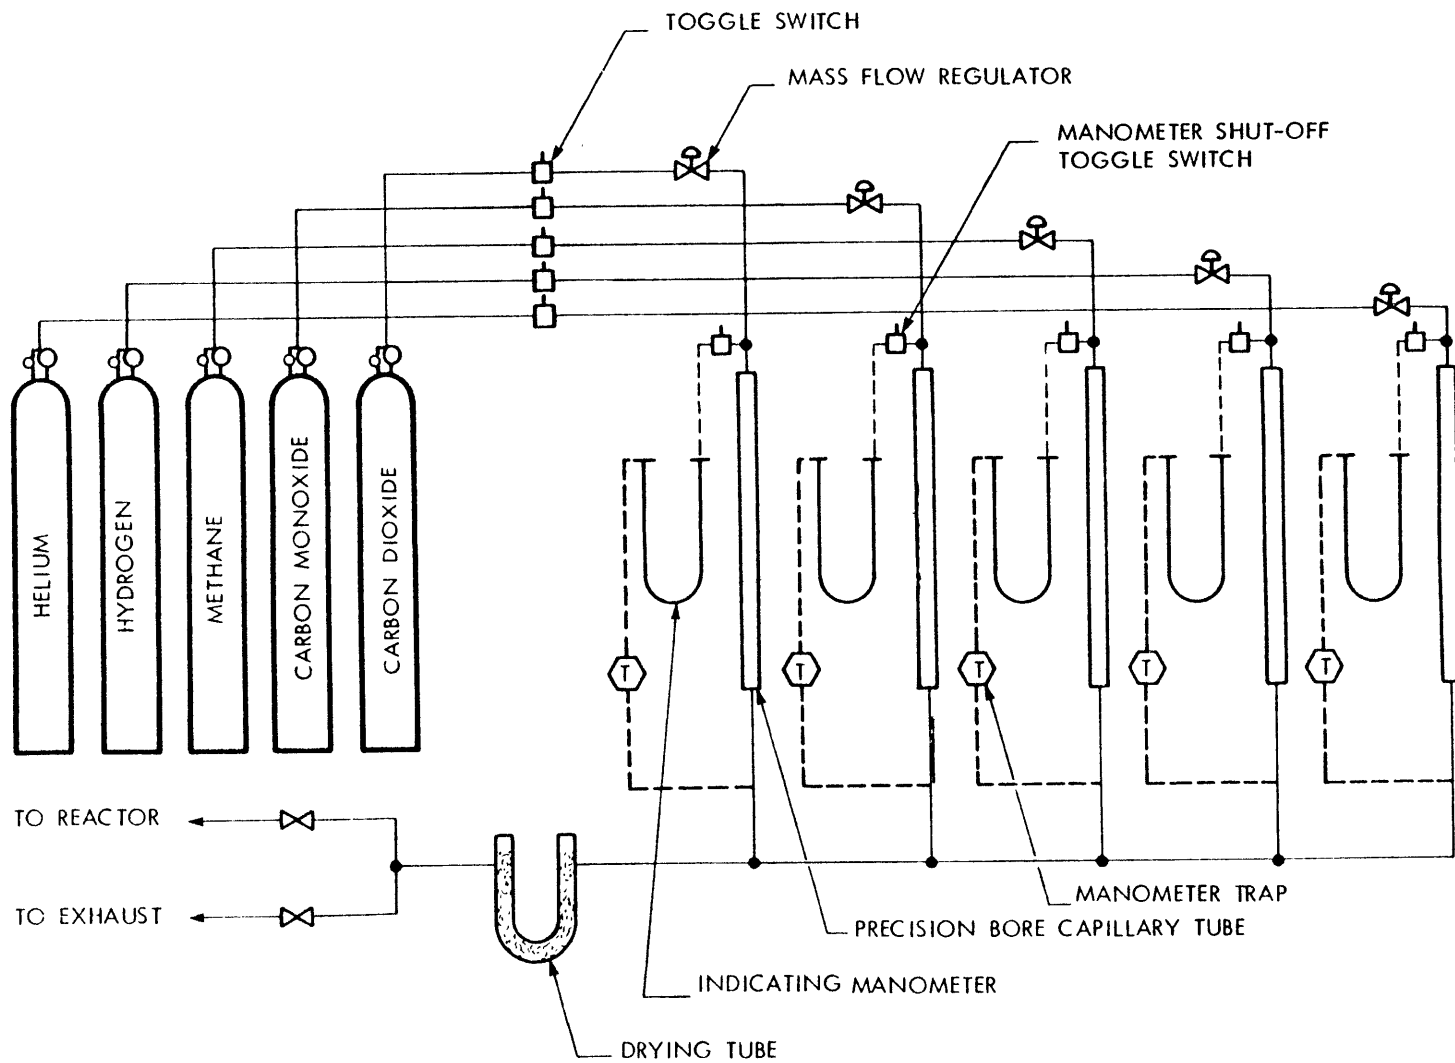 TOGGLE SWITCH
MASS FLOW REGULATOR
MANOMETER SHUT-OFF
TOGGLE SWITCH
HELIUM
HYDROGEN
METHANE
CARBON MONOXIDE
CARBON DIOXIDE
T
T
T
T
T
TO REACTOR
TO EXHAUST
MANOMETER TRAP
PRECISION BORE CAPILLARY TUBE
INDICATING MANOMETER
DRYING TUBE